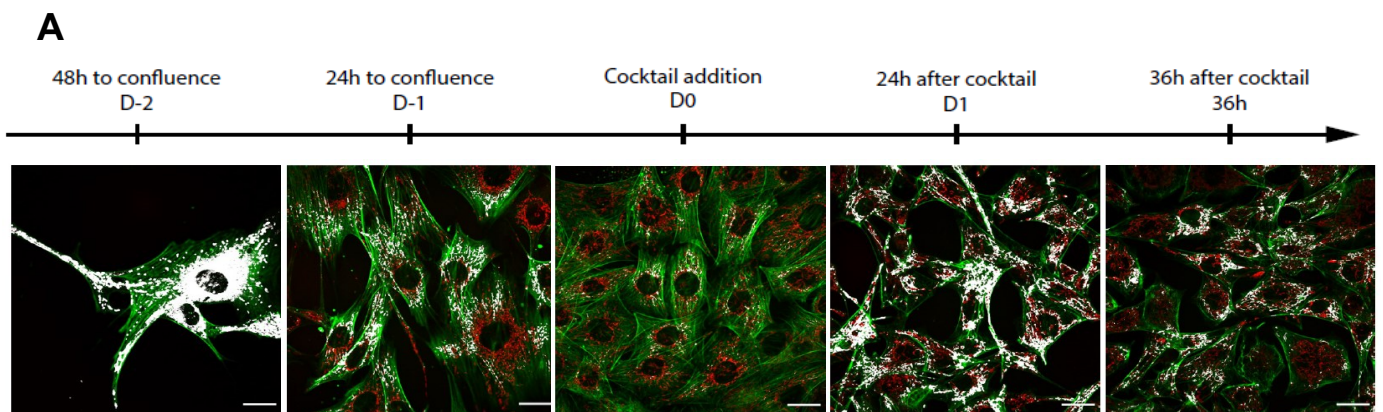 A
48h to confluence
D-2
24h to confluence
D-1
Cocktail addition
D0
24h after cocktail
D1
36h after cocktail
36h